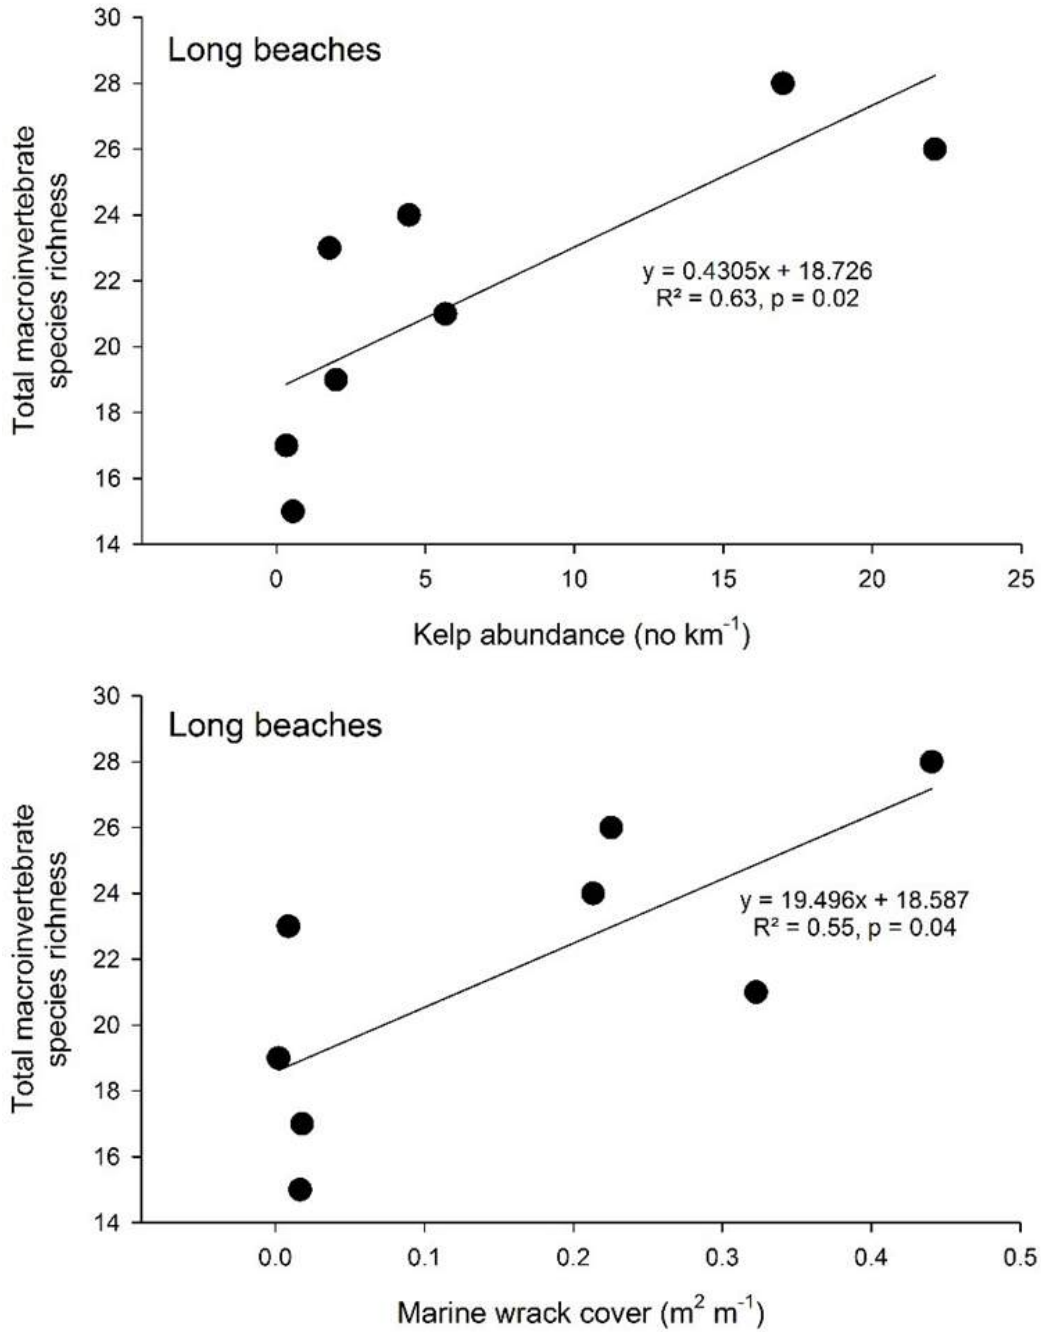 Long beaches
30
28
26
24
22
20
18
16
14
Total macroinvertebrate
species richness
y = 0.4305x + 18.726
R² = 0.63, p = 0.02
0 5 10 15 20 25
Kelp abundance (no km⁻¹)
Long beaches
30
28
26
24
22
20
18
16
14
Total macroinvertebrate
species richness
y = 19.496x + 18.587
R² = 0.55, p = 0.04
0.0 0.1 0.2 0.3 0.4 0.5
Marine wrack cover (m² m⁻¹)